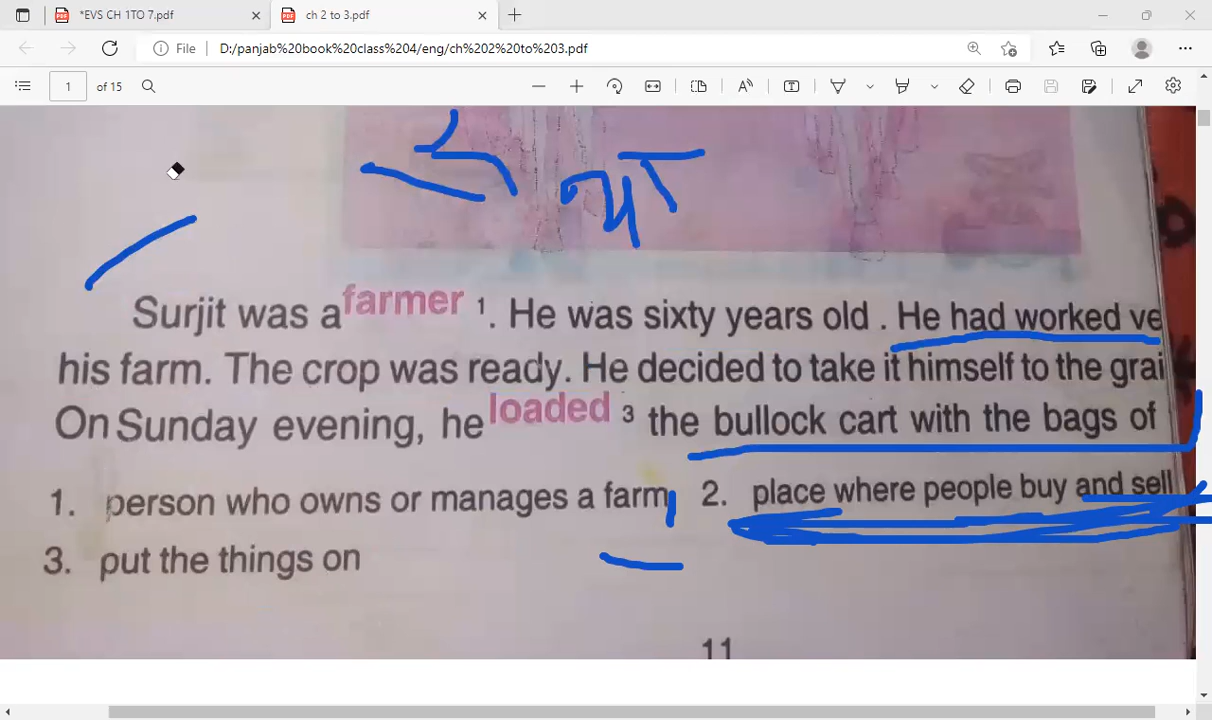 *EVS CH 1TO 7.pdf
ch 2 to 3.pdf
File D:/panjab%20book%20class%204/eng/ch%202%20to%203.pdf
1 of 15
Surjit was a farmer 1. He was sixty years old . He had worked ve
his farm. The crop was ready. He decided to take it himself to the grai
On Sunday evening, he loaded 3 the bullock cart with the bags of
1. person who owns or manages a farm 2. place where people buy and sell
3. put the things on
11